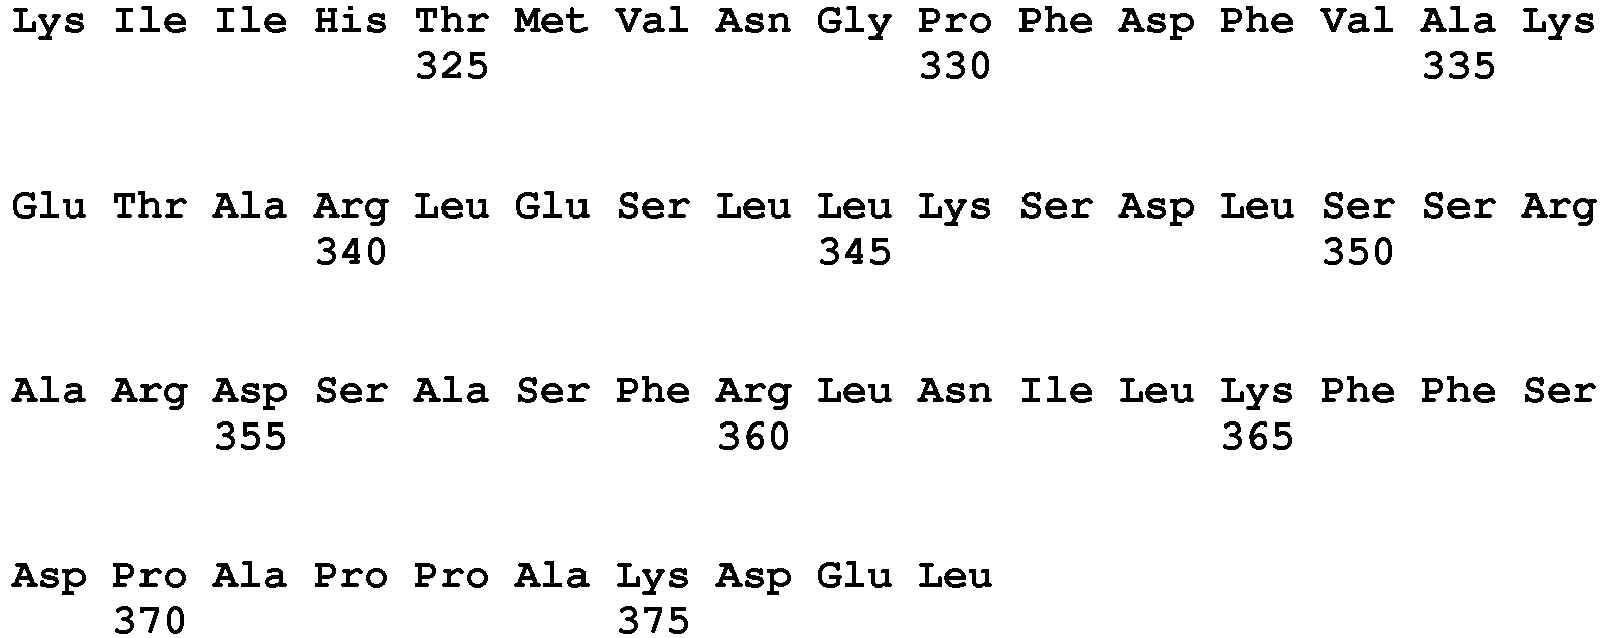 Lys Ile Ile His Thr Met Val Asn Gly Pro Phe Asp Phe Val Ala Lys
325 330 335
Glu Thr Ala Arg Leu Glu Ser Leu Leu Lys Ser Asp Leu Ser Ser Arg
340 345 350
Ala Arg Asp Ser Ala Ser Phe Arg Leu Asn Ile Leu Lys Phe Phe Ser
355 360 365
Asp Pro Ala Pro Pro Ala Lys Asp Glu Leu
370 375